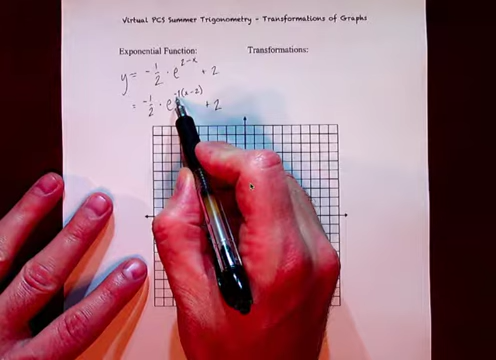 Virtual PCS Summer Trigonometry - Transformations of Graphs
Exponential Function: Transformations:
y = -1/2 · e^(2-x) + 2
= -1/2 · e^(-1(x-2)) + 2